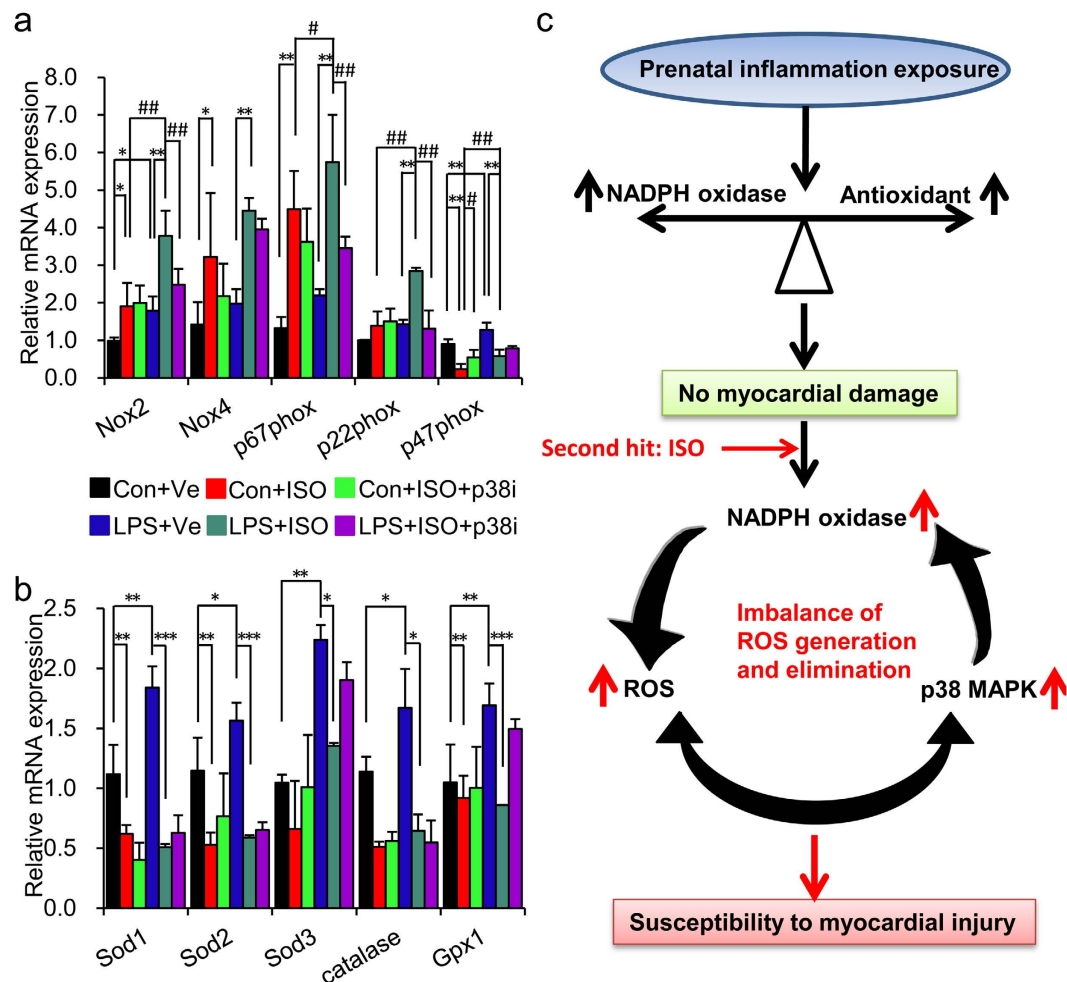 a
Relative mRNA expression
8.0
7.0
6.0
5.0
4.0
3.0
2.0
1.0
0.0
* * * ** ## ##
* **
** # ** ##
## ** ##
** ** # ## **
Nox2 Nox4 p67phox p22phox p47phox
Con+Ve Con+ISO Con+ISO+p38i
LPS+Ve LPS+ISO LPS+ISO+p38i
b
Relative mRNA expression
2.5
2.0
1.5
1.0
0.5
0.0
** ** ***
* ** ***
** *
* *
** ** ***
Sod1 Sod2 Sod3 catalase Gpx1
c
Prenatal inflammation exposure
NADPH oxidase Antioxidant
No myocardial damage
Second hit: ISO
NADPH oxidase
Imbalance of
ROS generation
and elimination
ROS p38 MAPK
Susceptibility to myocardial injury